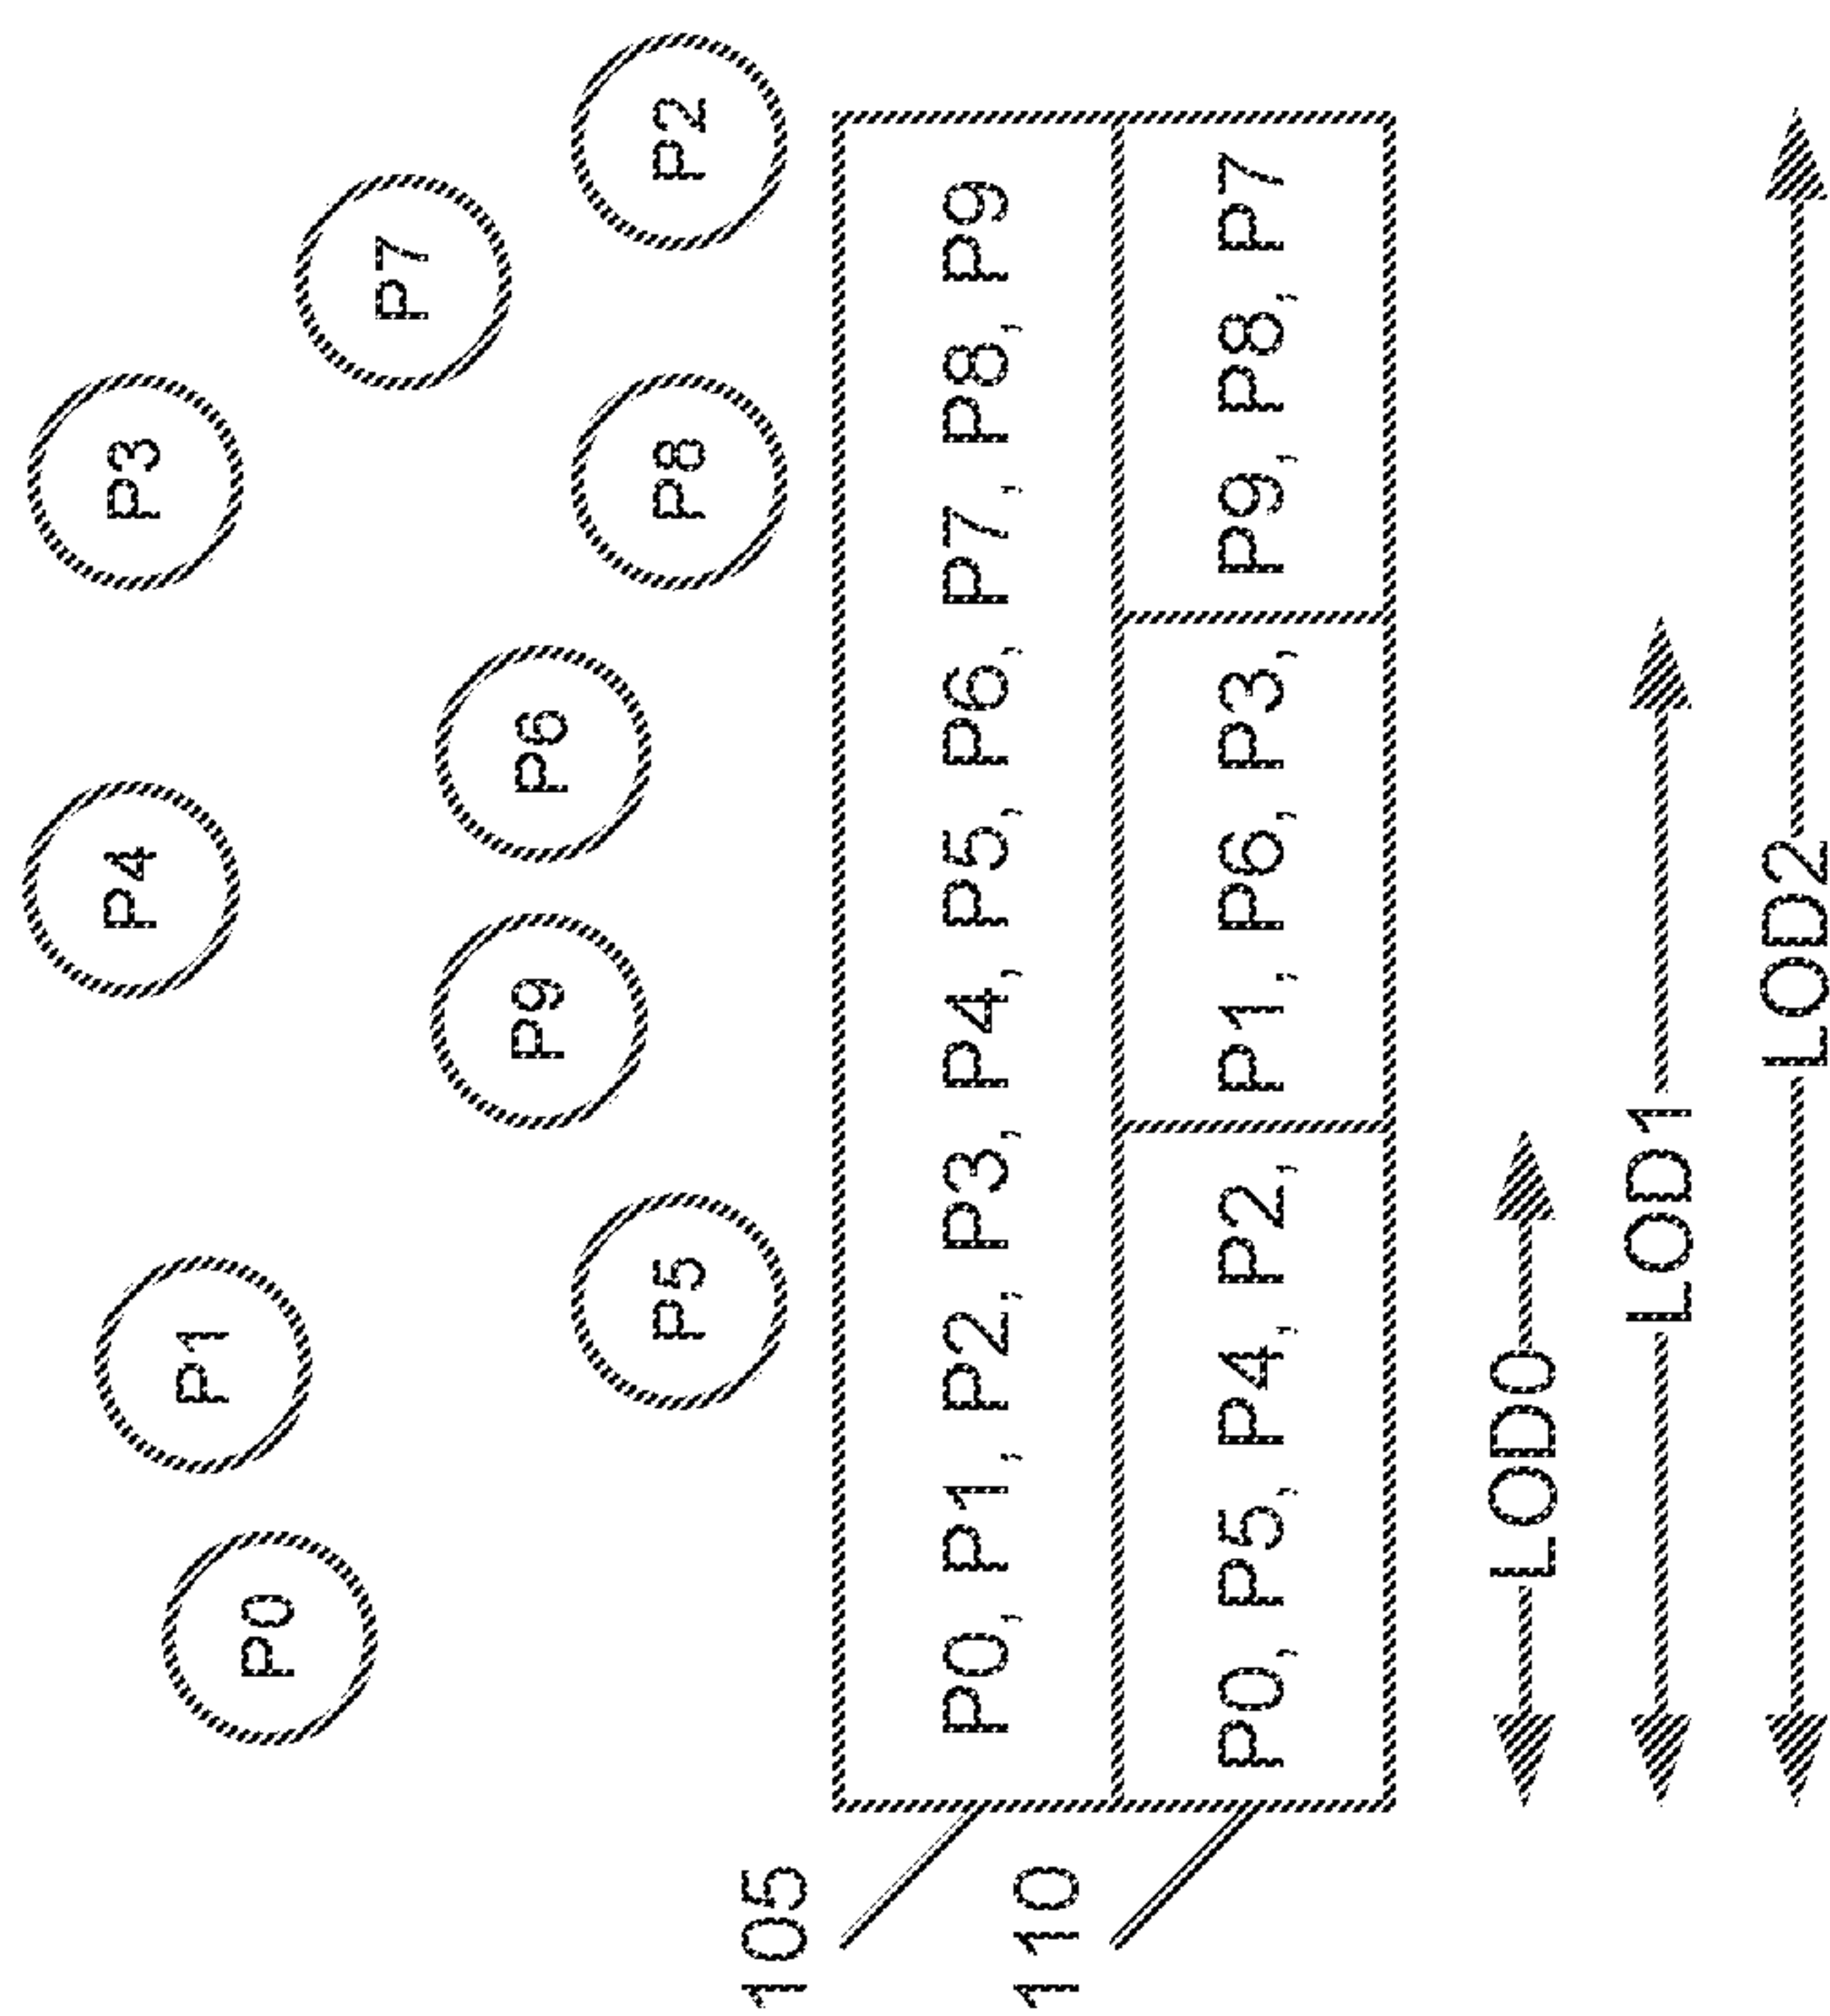 P3
P4
P1
P0
P7
P6
P9
P2
P8
P5
105
P0, P1, P2, P3, P4, P5, P6, P7, P8, P9
110
P0, P5, P4, P2,
P1, P6, P3,
P9, P8, P7
LOD0
LOD1
LOD2